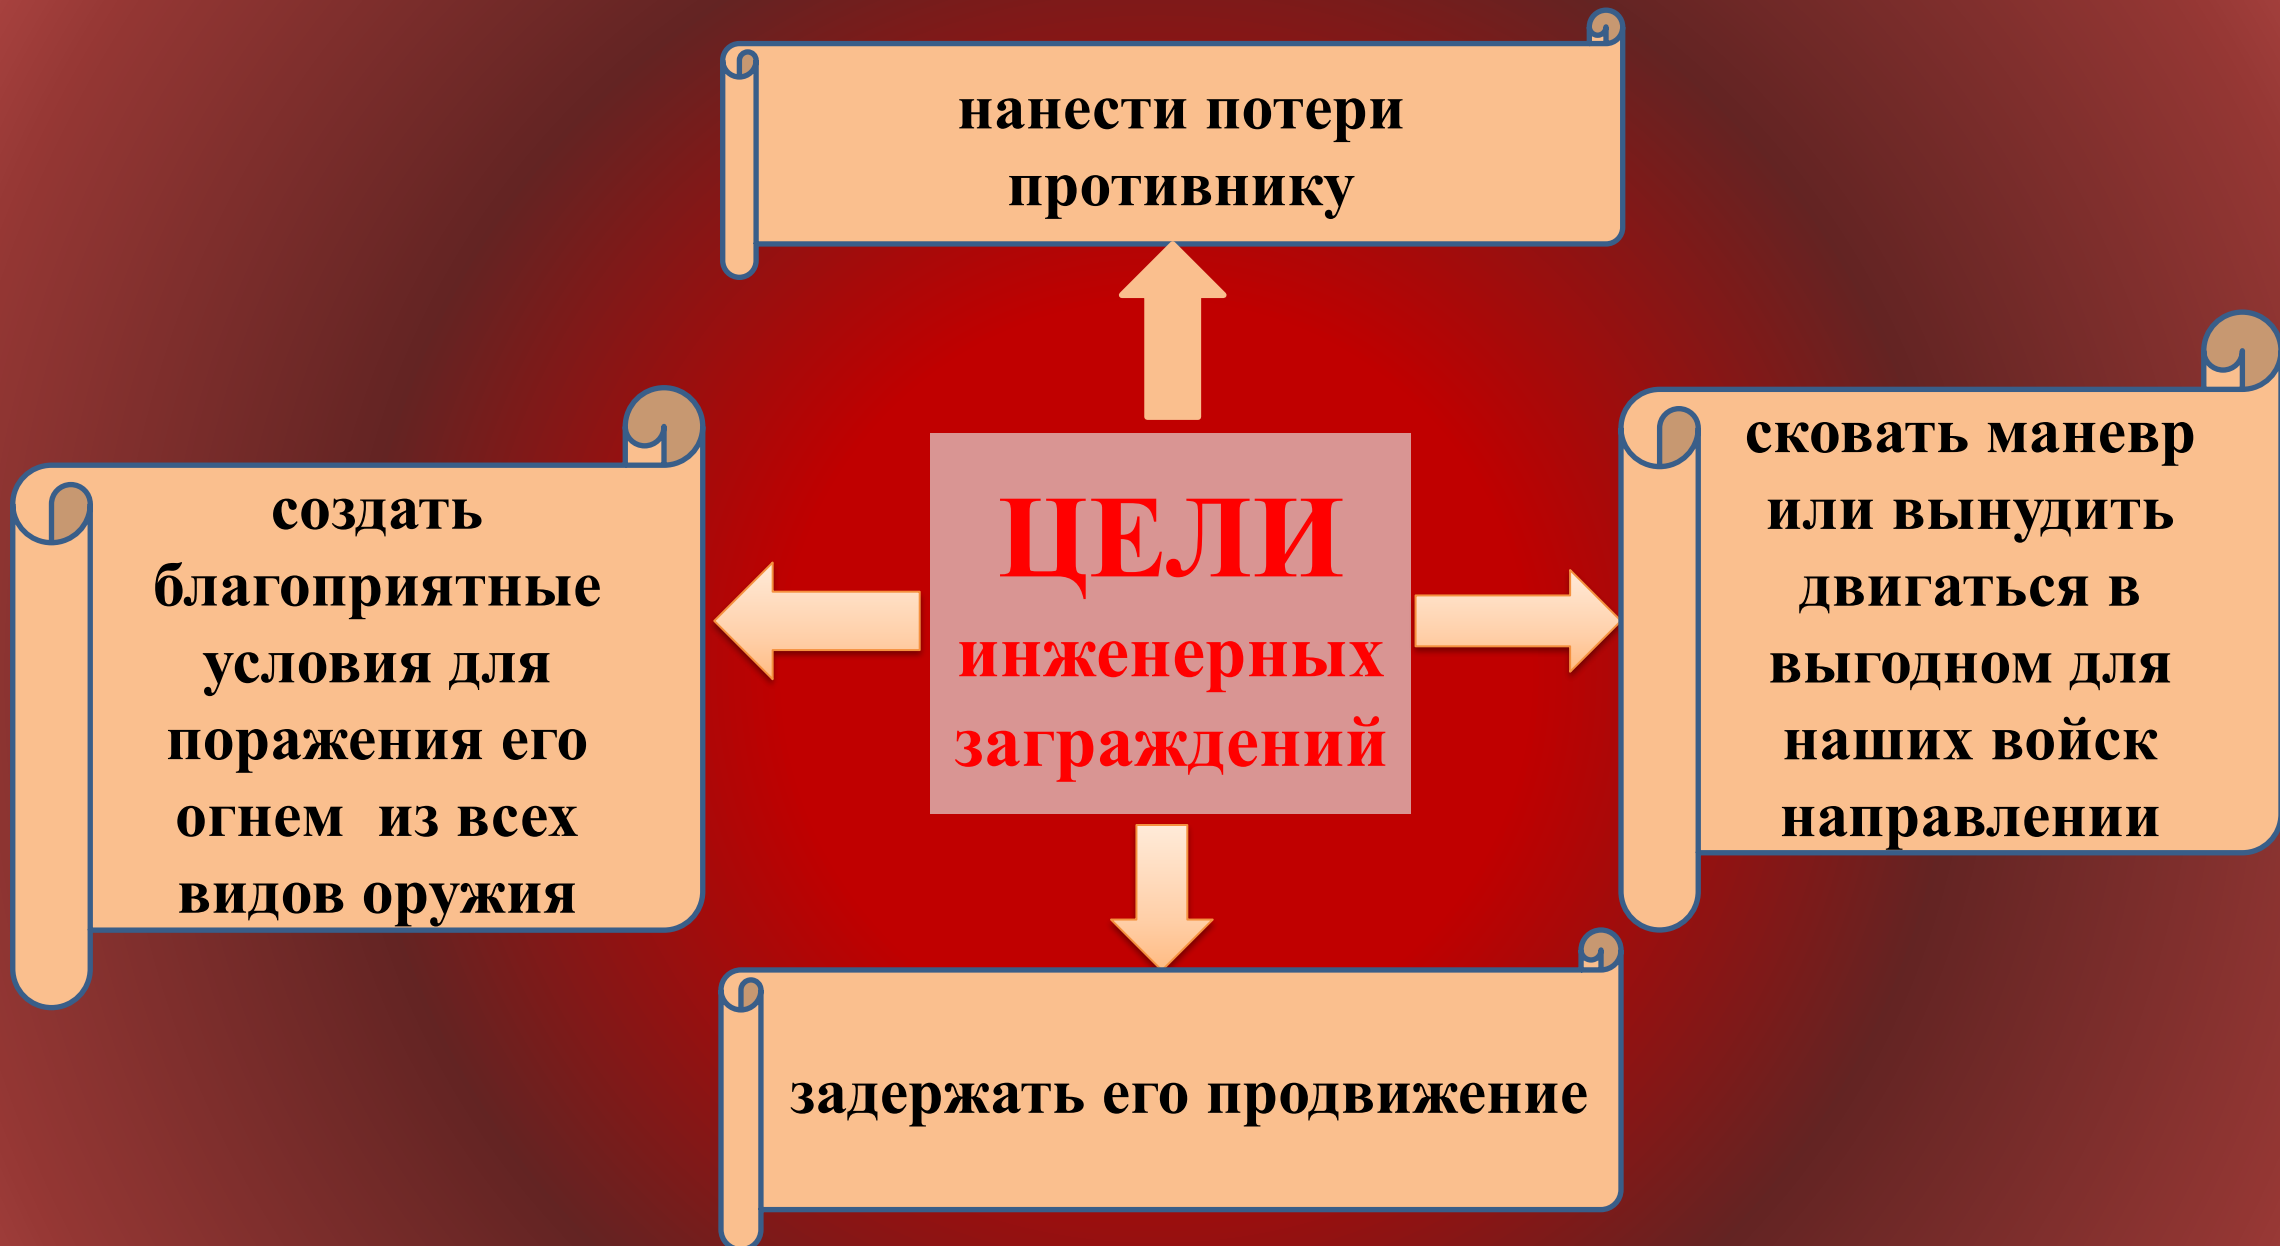 нанести потери
противнику
создать
благоприятные
условия для
поражения его
огнем  из всех
видов оружия
ЦЕЛИ
инженерных
заграждений
сковать маневр
или вынудить
двигаться в
выгодном для
наших войск
направлении
задержать его продвижение